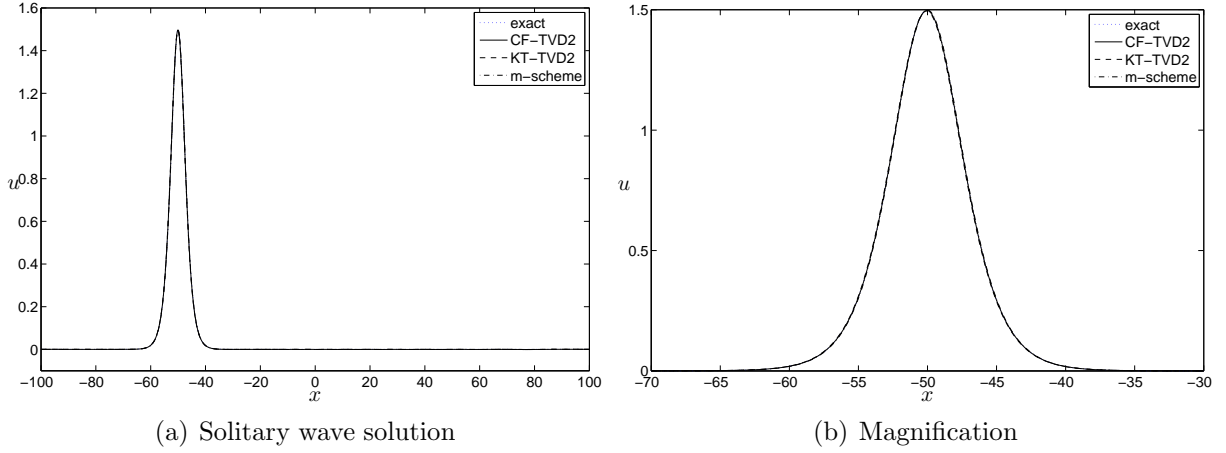 1.6
1.4
1.2
1
0.8
0.6
0.4
0.2
0
u
−100 −80 −60 −40 −20 0 20 40 60 80 100
x
exact
CF−TVD2
KT−TVD2
m−scheme
(a) Solitary wave solution
1.5
1
0.5
0
u
−70 −65 −60 −55 −50 −45 −40 −35 −30
x
exact
CF−TVD2
KT−TVD2
m−scheme
(b) Magnification